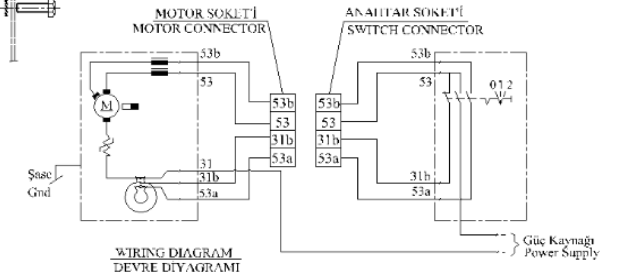 MOTOR SOKET'İ
MOTOR CONNECTOR
ANAHTAR SOKET'İ
SWITCH CONNECTOR
53b
53
M
31
31b
53a
Şase
Gnd
53b
53
31b
53a
53b
53
31b
53a
53b
53
0 1 2
31b
53a
Güç Kaynağı
Power Supply
WIRING DIAGRAM
DEVRE DİYAGRAMI